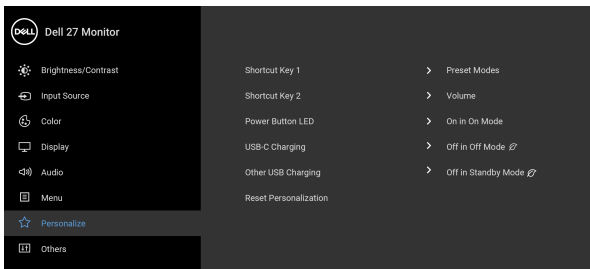 DELL Dell 27 Monitor
Brightness/Contrast
Input Source
Color
Display
Audio
Menu
Personalize
Others
Shortcut Key 1 > Preset Modes
Shortcut Key 2 > Volume
Power Button LED > On in On Mode
USB-C Charging > Off in Off Mode
Other USB Charging > Off in Standby Mode
Reset Personalization